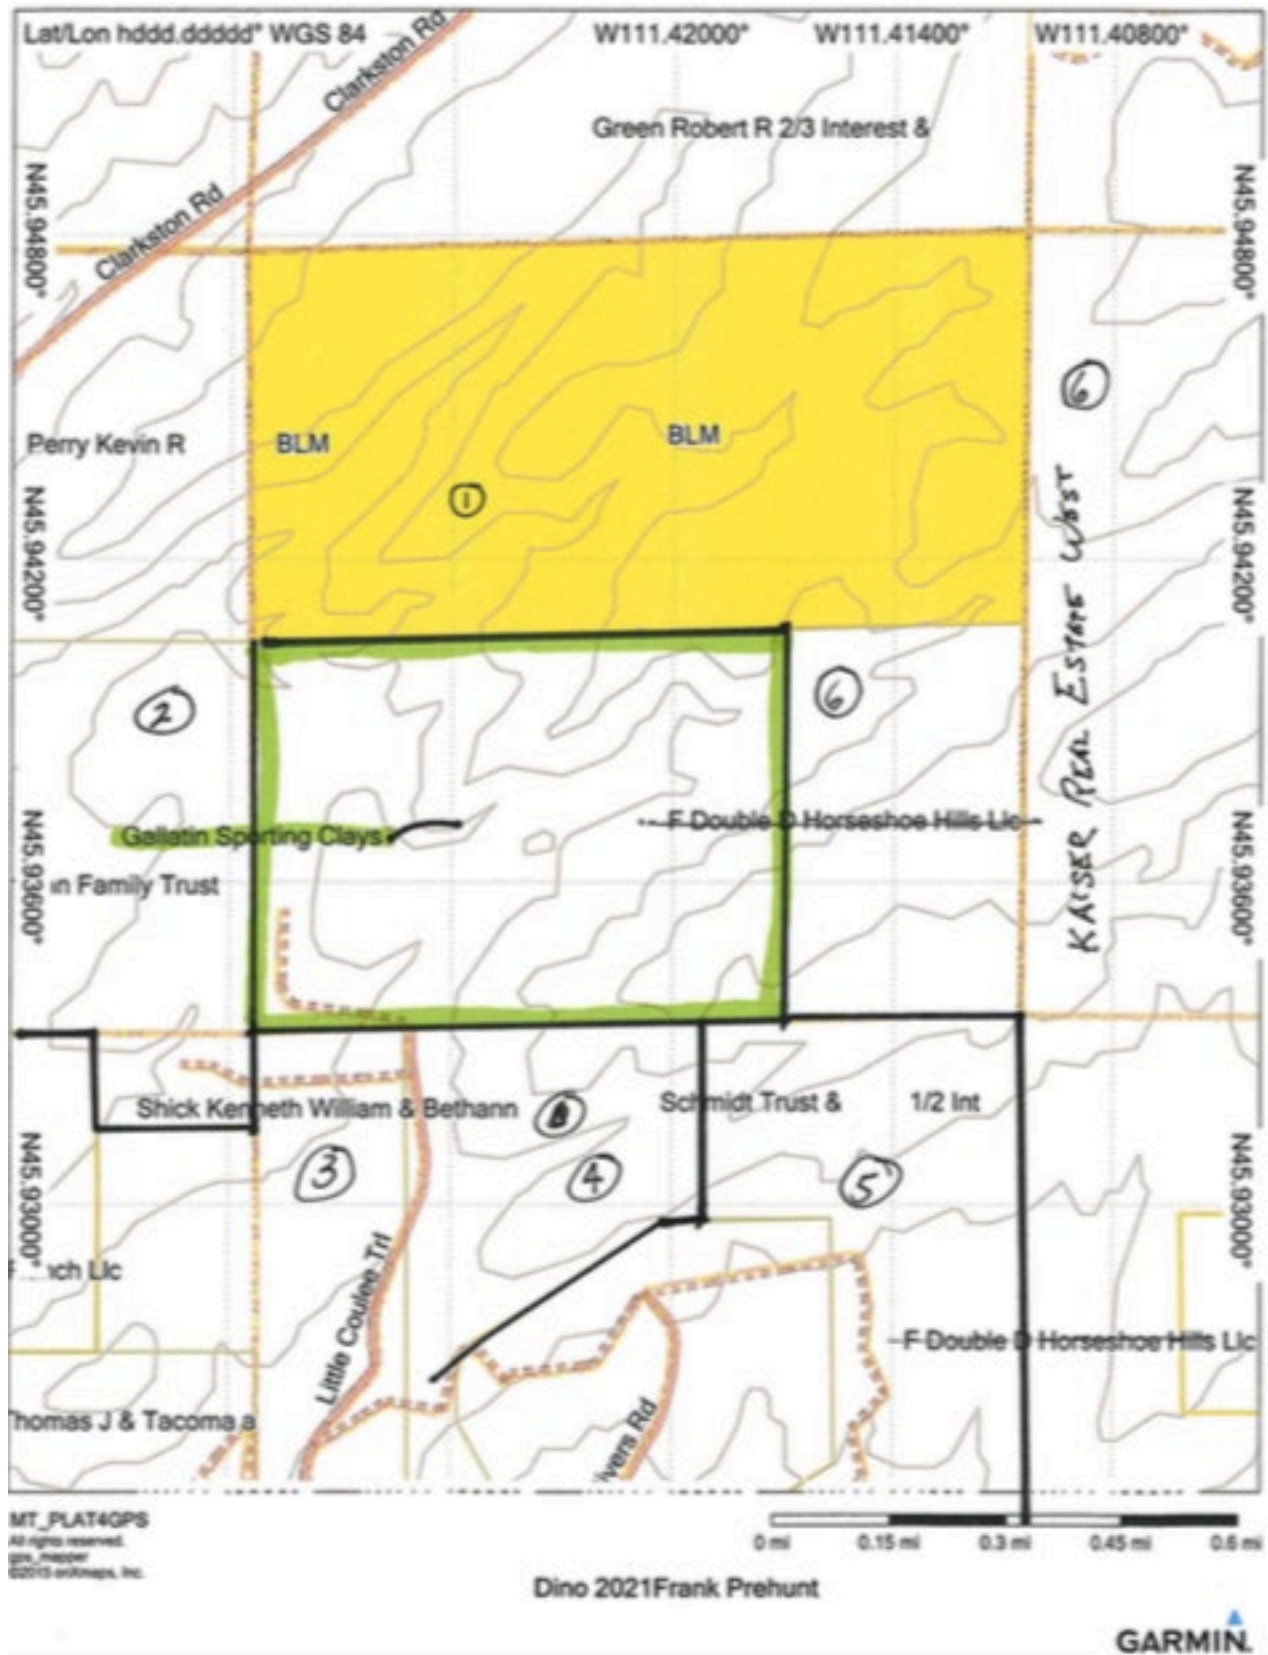 Lat/Lon hddd.ddddd° WGS 84
W111.42000°
W111.41400°
W111.40800°
Clarkston Rd
Green Robert R 2/3 Interest &
N45.94800°
N45.94800°
Clarkston Rd
6
Perry Kevin R
BLM
BLM
1
N45.94200°
N45.94200°
KAISER REAL ESTATE WEST
2
6
Gallatin Sporting Clays
F Double D Horseshoe Hills Llc
N45.93600°
N45.93600°
n Family Trust
Shick Kenneth William & Bethann
Schmidt Trust &
1/2 Int
3
4
5
N45.93000°
N45.93000°
Llc
Little Coulee Trl
F Double D Horseshoe Hills Llc
Thomas J & Tacoma a
ivers Rd
MT_PLAT4GPS
All rights reserved.
gps_mapper
©2015 onXmaps, Inc.
0 mi
0.15 mi
0.3 mi
0.45 mi
0.6 mi
Dino 2021Frank Prehunt
GARMIN.